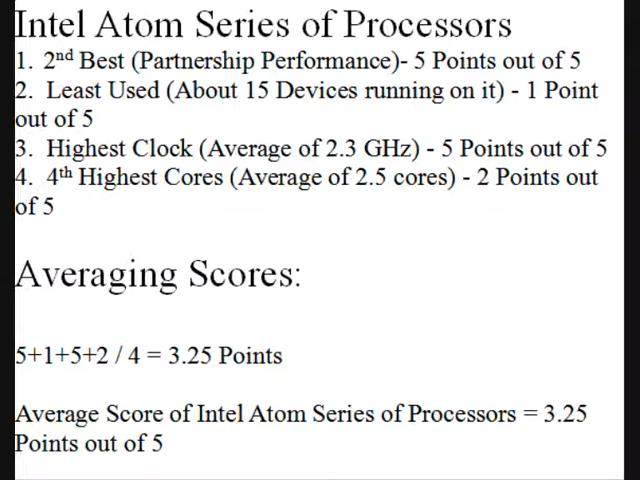 Intel Atom Series of Processors
1. 2nd Best (Partnership Performance)- 5 Points out of 5
2. Least Used (About 15 Devices running on it) - 1 Point
out of 5
3. Highest Clock (Average of 2.3 GHz) - 5 Points out of 5
4. 4th Highest Cores (Average of 2.5 cores) - 2 Points out
of 5
Averaging Scores:
5+1+5+2 / 4 = 3.25 Points
Average Score of Intel Atom Series of Processors = 3.25
Points out of 5